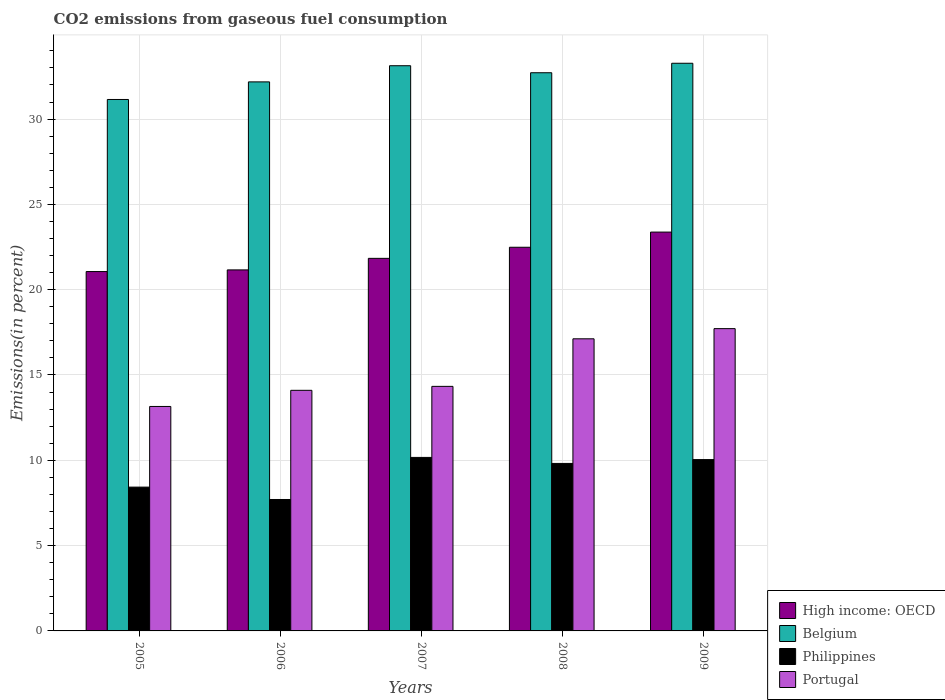 CO2 emissions from gaseous fuel consumption
Emissions(in percent)
30
25
20
15
10
5
0
2005 2006 2007 2008 2009
Years
High income: OECD
Belgium
Philippines
Portugal